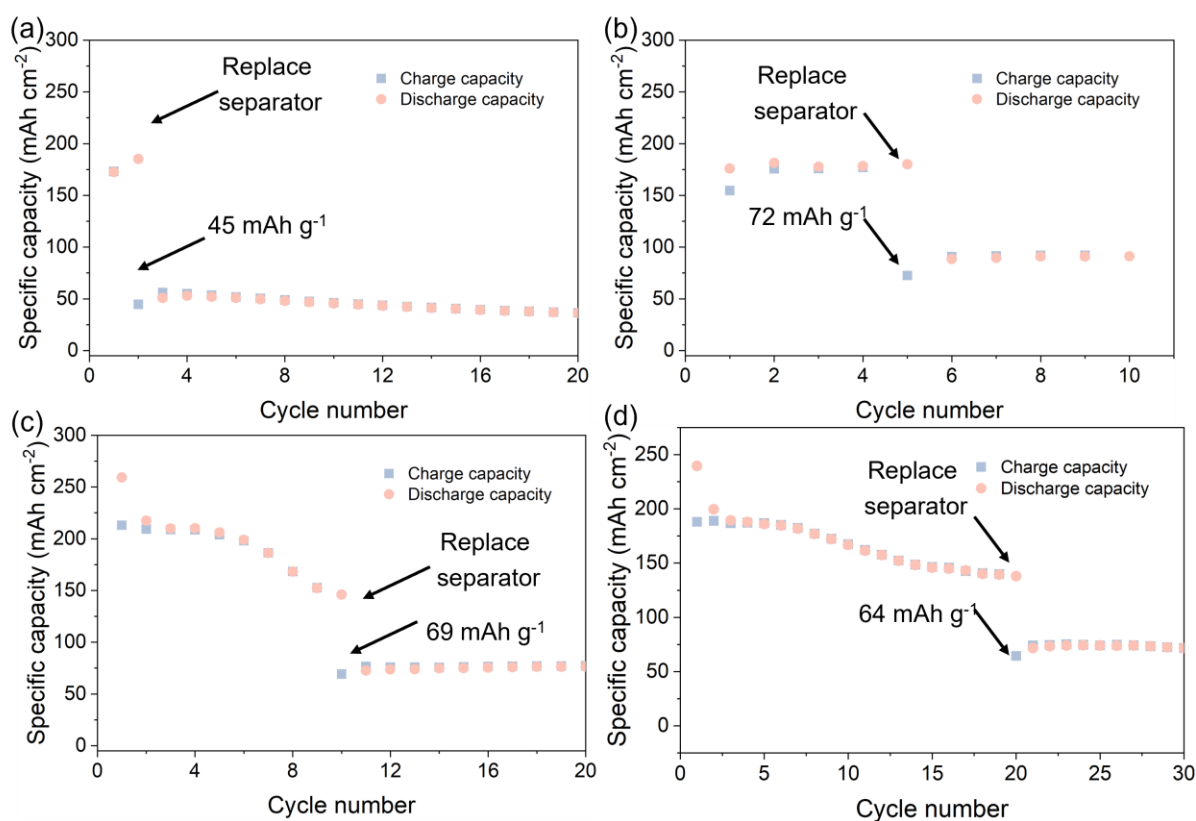 (a)
300
250
200
150
100
50
0
Specific capacity (mAh cm⁻²)
Replace
separator
Charge capacity
Discharge capacity
45 mAh g⁻¹
0 4 8 12 16 20
Cycle number
(b)
300
250
200
150
100
50
0
Specific capacity (mAh cm⁻²)
Replace
separator
Charge capacity
Discharge capacity
72 mAh g⁻¹
0 2 4 6 8 10
Cycle number
(c)
300
250
200
150
100
50
0
Specific capacity (mAh cm⁻²)
Charge capacity
Discharge capacity
Replace
separator
69 mAh g⁻¹
0 4 8 12 16 20
Cycle number
(d)
250
200
150
100
50
0
Specific capacity (mAh cm⁻²)
Replace
separator
Charge capacity
Discharge capacity
64 mAh g⁻¹
0 5 10 15 20 25 30
Cycle number